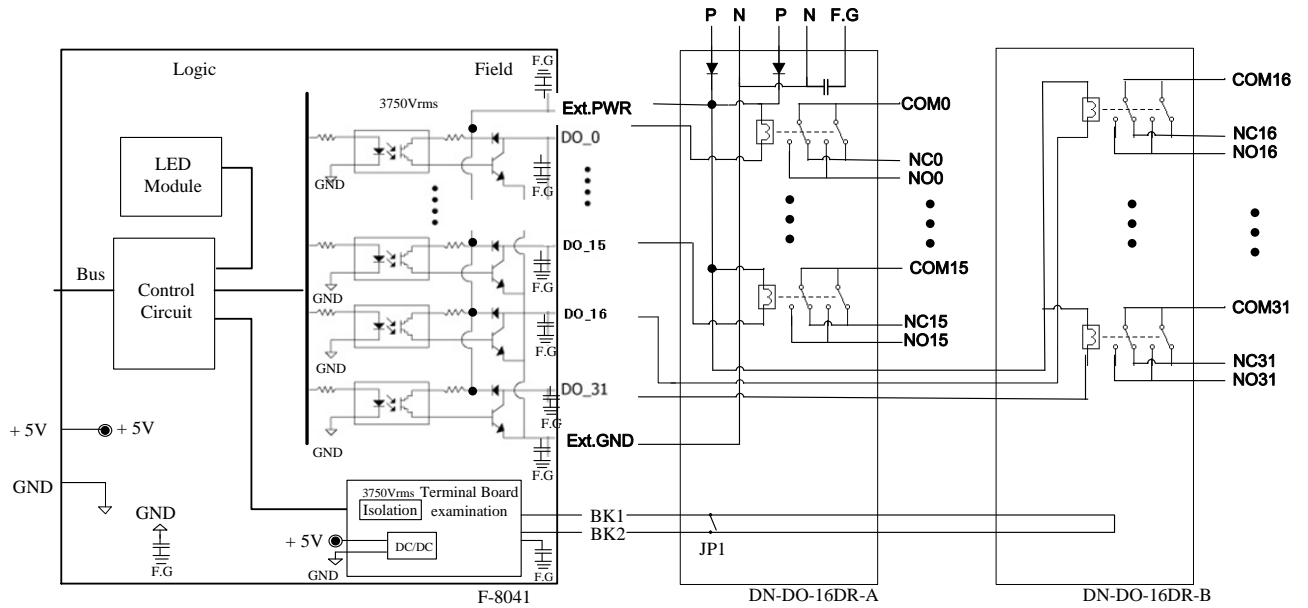 P N P N F.G
Logic
Field
F.G
3750Vrms
Ext.PWR
DO_0
GND
F.G
LED
Module
Bus
Control
Circuit
DO_15
GND
F.G
DO_16
GND
F.G
DO_31
GND
F.G
Ext.GND
F.G
+ 5V
+ 5V
GND
GND
F.G
3750Vrms
Isolation
Terminal Board
examination
+ 5V
DC/DC
GND
F.G
BK1
BK2
JP1
F-8041
COM0
NC0
NO0
COM15
NC15
NO15
DN-DO-16DR-A
COM16
NC16
NO16
COM31
NC31
NO31
DN-DO-16DR-B